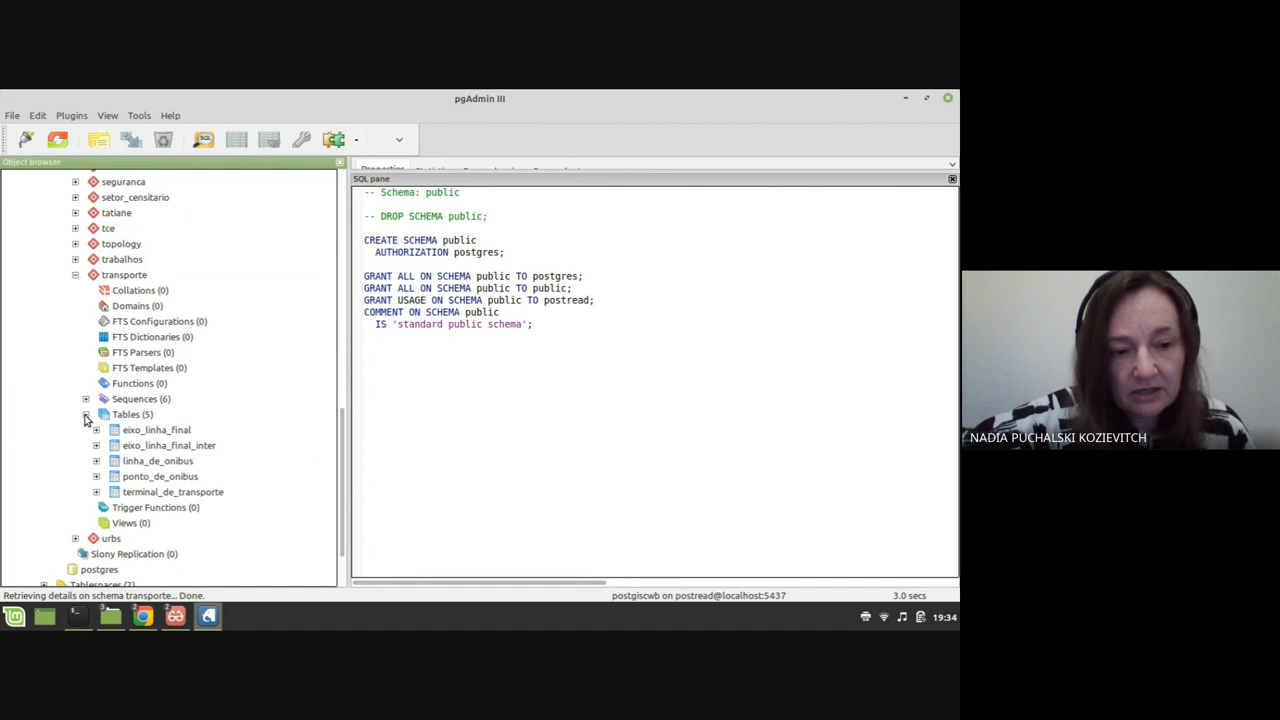 pgAdmin III
File Edit Plugins View Tools Help
Object browser
seguranca
setor_censitario
tatiane
tce
topology
trabalhos
transporte
Collations (0)
Domains (0)
FTS Configurations (0)
FTS Dictionaries (0)
FTS Parsers (0)
FTS Templates (0)
Functions (0)
Sequences (6)
Tables (5)
eixo_linha_final
eixo_linha_final_inter
linha_de_onibus
ponto_de_onibus
terminal_de_transporte
Trigger Functions (0)
Views (0)
urbs
Slony Replication (0)
postgres
Tablespaces (2)
Properties
SQL pane
-- Schema: public
-- DROP SCHEMA public;
CREATE SCHEMA public
AUTHORIZATION postgres;
GRANT ALL ON SCHEMA public TO postgres;
GRANT ALL ON SCHEMA public TO public;
GRANT USAGE ON SCHEMA public TO postread;
COMMENT ON SCHEMA public
IS 'standard public schema';
Retrieving details on schema transporte... Done.
postgiscwb on postread@localhost:5437
3.0 secs
19:34
NADIA PUCHALSKI KOZIEVITCH